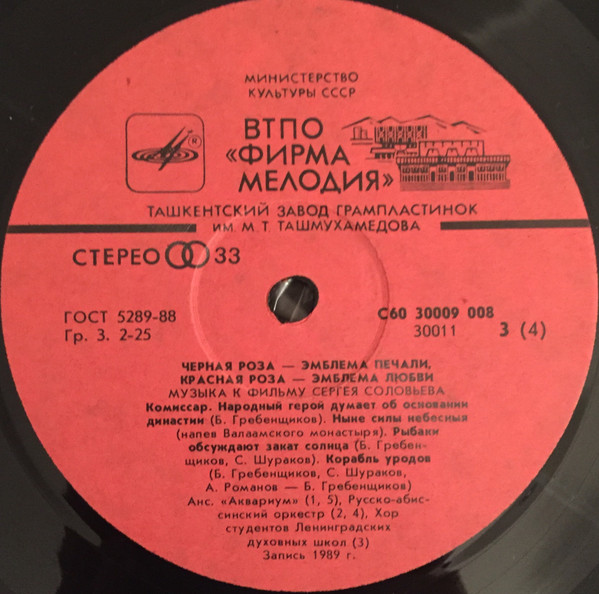 МИНИСТЕРСТВО
КУЛЬТУРЫ СССР
ВТПО
«ФИРМА
МЕЛОДИЯ»
ТАШКЕНТСКИЙ ЗАВОД ГРАМПЛАСТИНОК
ИМ. М.Т. ТАШМУХАМЕДОВА
СТЕРЕО 33
ГОСТ 5289-88
Гр. 3. 2-25
С60 30009 008
30011 3 (4)
ЧЕРНАЯ РОЗА — ЭМБЛЕМА ПЕЧАЛИ,
КРАСНАЯ РОЗА — ЭМБЛЕМА ЛЮБВИ
МУЗЫКА К ФИЛЬМУ СЕРГЕЯ СОЛОВЬЕВА
Комиссар. Народный герой думает об основании
династии (Б. Гребенщиков). Ныне силы небесныя
(напев Валаамского монастыря). Рыбаки
обсуждают закат солнца (Б. Гребен-
щиков, С. Шураков). Корабль уродов
(Б. Гребенщиков, С. Шураков,
А. Романов — Б. Гребенщиков)
Анс. «Аквариум» (1, 5), Русско-абис-
синский оркестр (2, 4), Хор
студентов Ленинградских
духовных школ (3)
Запись 1989 г.